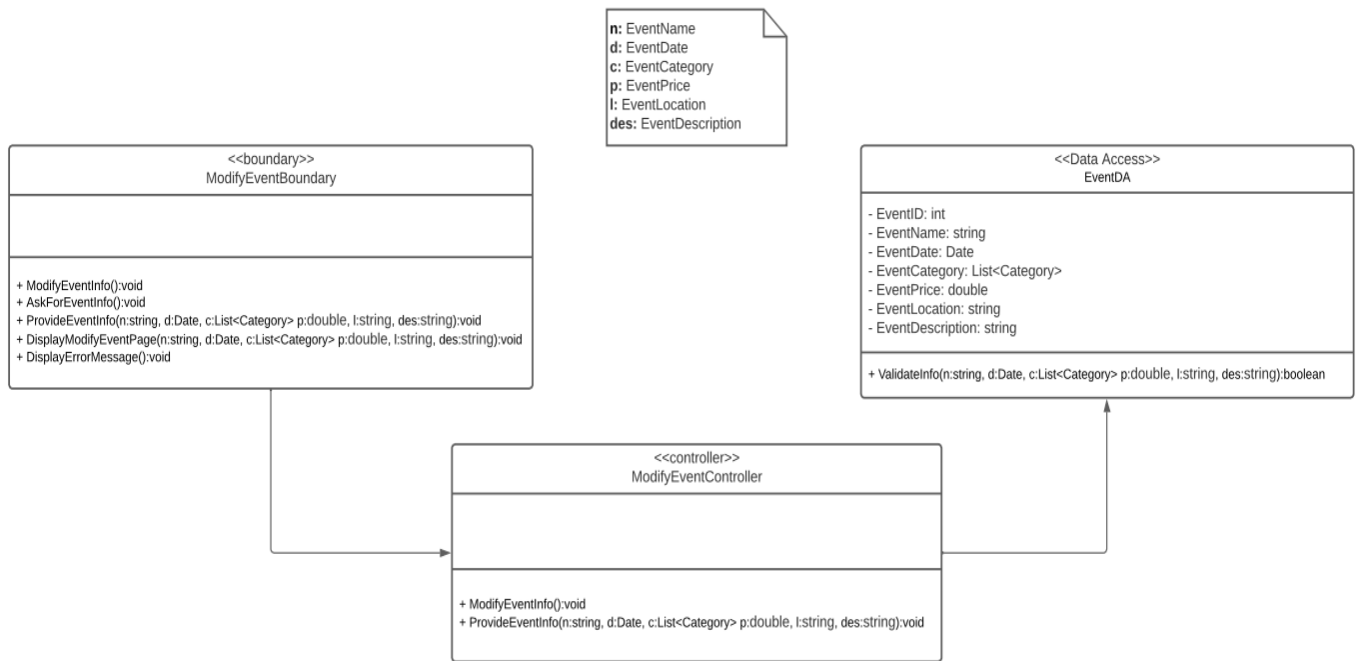 n: EventName
d: EventDate
c: EventCategory
p: EventPrice
l: EventLocation
des: EventDescription
<<boundary>>
ModifyEventBoundary
+ ModifyEventInfo():void
+ AskForEventInfo():void
+ ProvideEventInfo(n:string, d:Date, c:List<Category> p:double, l:string, des:string):void
+ DisplayModifyEventPage(n:string, d:Date, c:List<Category> p:double, l:string, des:string):void
+ DisplayErrorMessage():void
<<Data Access>>
EventDA
- EventID: int
- EventName: string
- EventDate: Date
- EventCategory: List<Category>
- EventPrice: double
- EventLocation: string
- EventDescription: string
+ ValidateInfo(n:string, d:Date, c:List<Category> p:double, l:string, des:string):boolean
<<controller>>
ModifyEventController
+ ModifyEventInfo():void
+ ProvideEventInfo(n:string, d:Date, c:List<Category> p:double, l:string, des:string):void